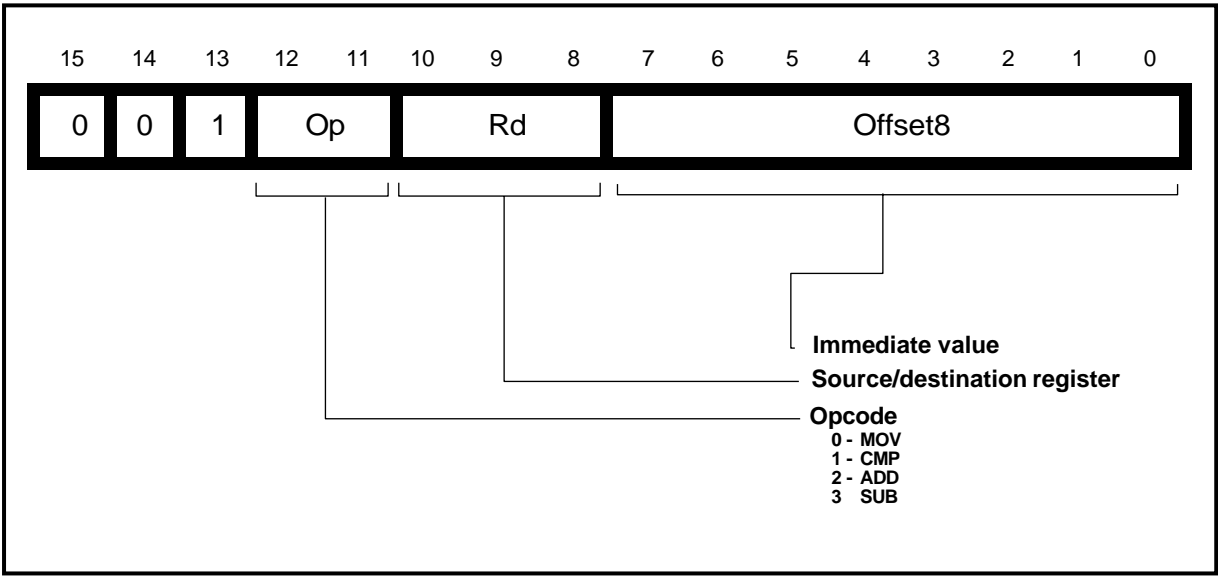 15 14 13 12 11 10 9 8 7 6 5 4 3 2 1 0
0 0 1 Op Rd Offset8
Immediate value
Source/destination register
Opcode
0 - MOV
1 - CMP
2 - ADD
3 SUB